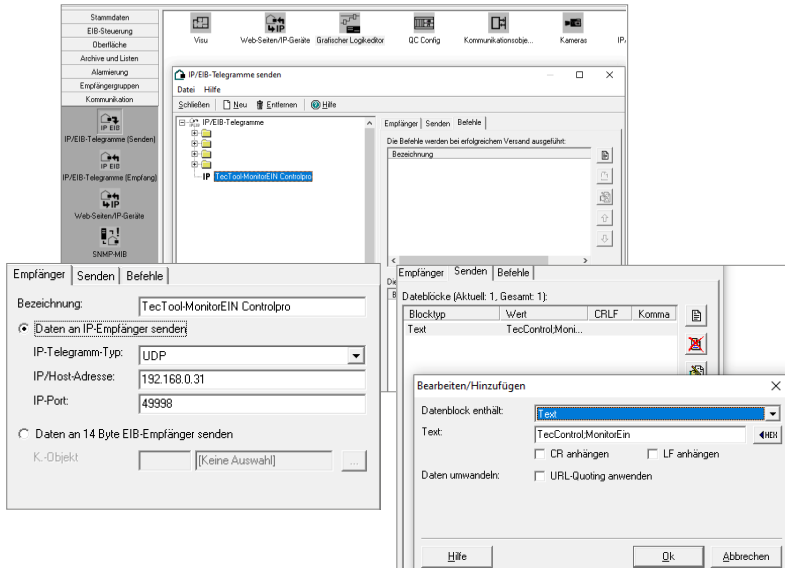 Stammdaten
EIB-Steuerung
Oberfläche
Archive und Listen
Alarmierung
Empfängergruppen
Kommunikation
IP EIB
IP/EIB-Telegramme (Senden)
IP EIB
IP/EIB-Telegramme (Empfang)
IP
Web-Seiten/IP-Geräte
SNMP-MIB
IP
Visu
Web-Seiten/IP-Geräte
Grafischer Logikeditor
QC Config
Kommunikationsobje...
Kameras
IP/
IP/EIB-Telegramme senden
Datei Hilfe
Schließen Neu Entfernen Hilfe
IP/EIB-Telegramme
IP TecTool-MonitorEIN Controlpro
Empfänger Senden Befehle
Die Befehle werden bei erfolgreichem Versand ausgeführt:
Bezeichnung
Empfänger Senden Befehle
Bezeichnung: TecTool-MonitorEIN Controlpro
Daten an IP-Empfänger senden
IP-Telegramm-Typ: UDP
IP/Host-Adresse: 192.168.0.31
IP-Port: 49998
Daten an 14 Byte EIB-Empfänger senden
K.-Objekt [Keine Auswahl] ...
Die
B
Empfänger Senden Befehle
Dateblöcke (Aktuell: 1, Gesamt: 1):
Blocktyp Wert CRLF Komma
Text TecControl;Moni...
Bearbeiten/Hinzufügen
Datenblock enthält: Text
Text: TecControl;MonitorEin HEX
CR anhängen LF anhängen
Daten umwandeln: URL-Quoting anwenden
Hilfe Ok Abbrechen